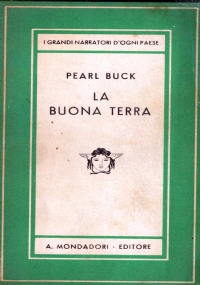 I GRANDI NARRATORI D'OGNI PAESE
PEARL BUCK
LA
BUONA TERRA
A. MONDADORI - EDITORE